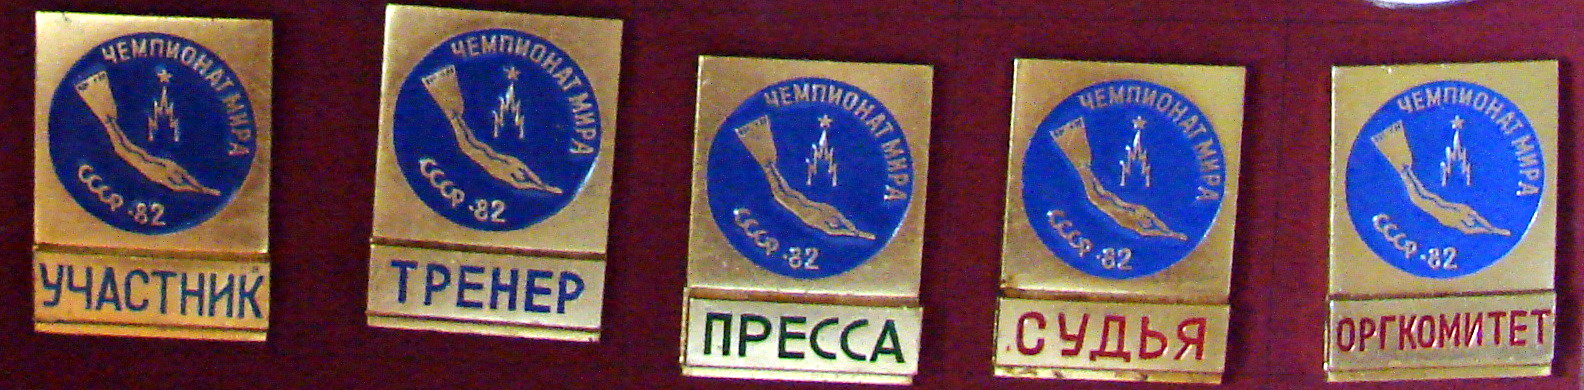 ЧЕМПИОНАТ МИРА
СССР-82
УЧАСТНИК
ЧЕМПИОНАТ МИРА
СССР-82
ТРЕНЕР
ЧЕМПИОНАТ МИРА
СССР-82
ПРЕССА
ЧЕМПИОНАТ МИРА
СССР-82
СУДЬЯ
ЧЕМПИОНАТ МИРА
СССР-82
ОРГКОМИТЕТ